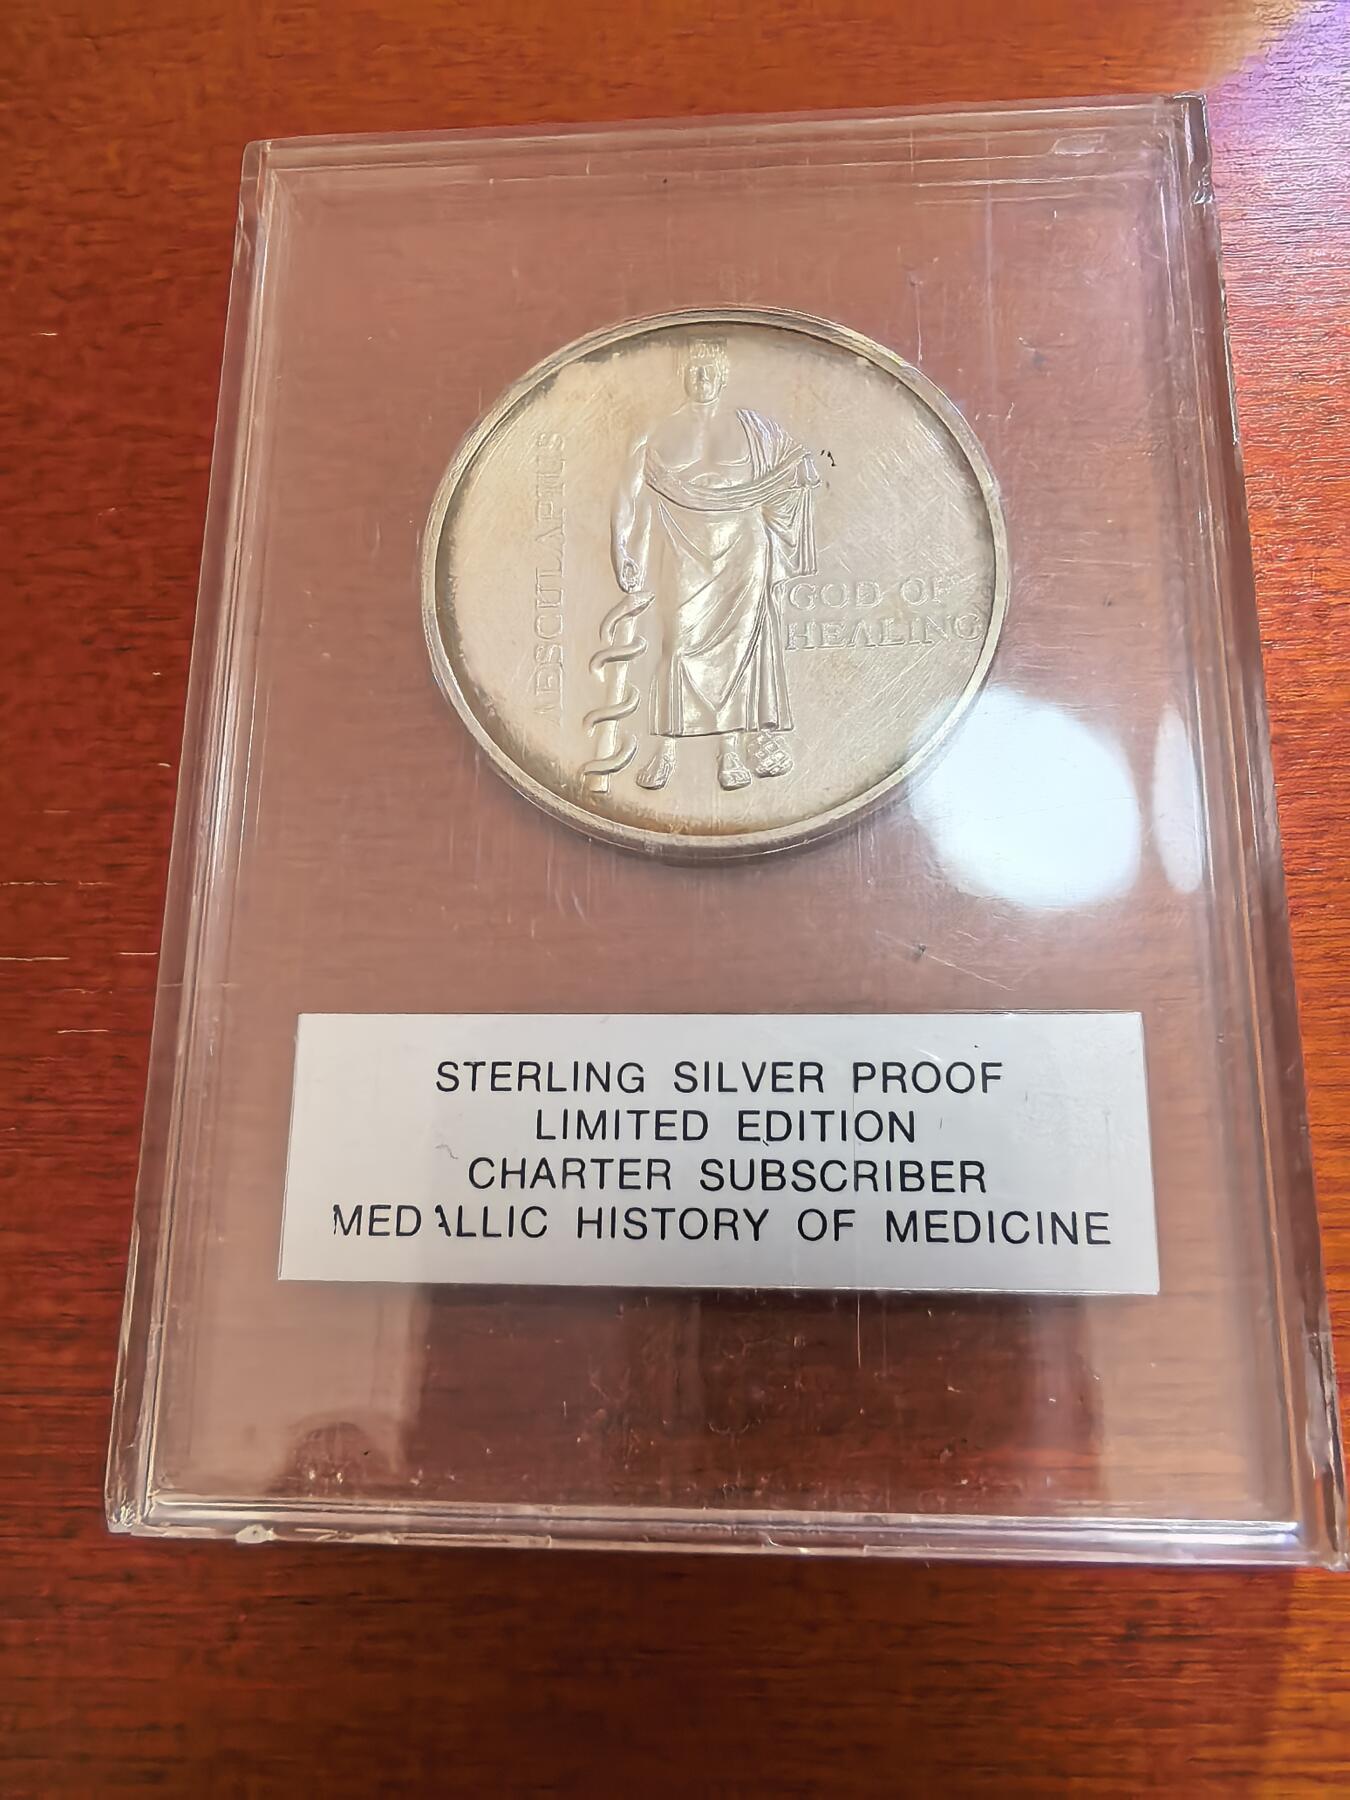 AESCULAPIUS
GOD OF
HEALING
STERLING SILVER PROOF
LIMITED EDITION
CHARTER SUBSCRIBER
MEDALLIC HISTORY OF MEDICINE